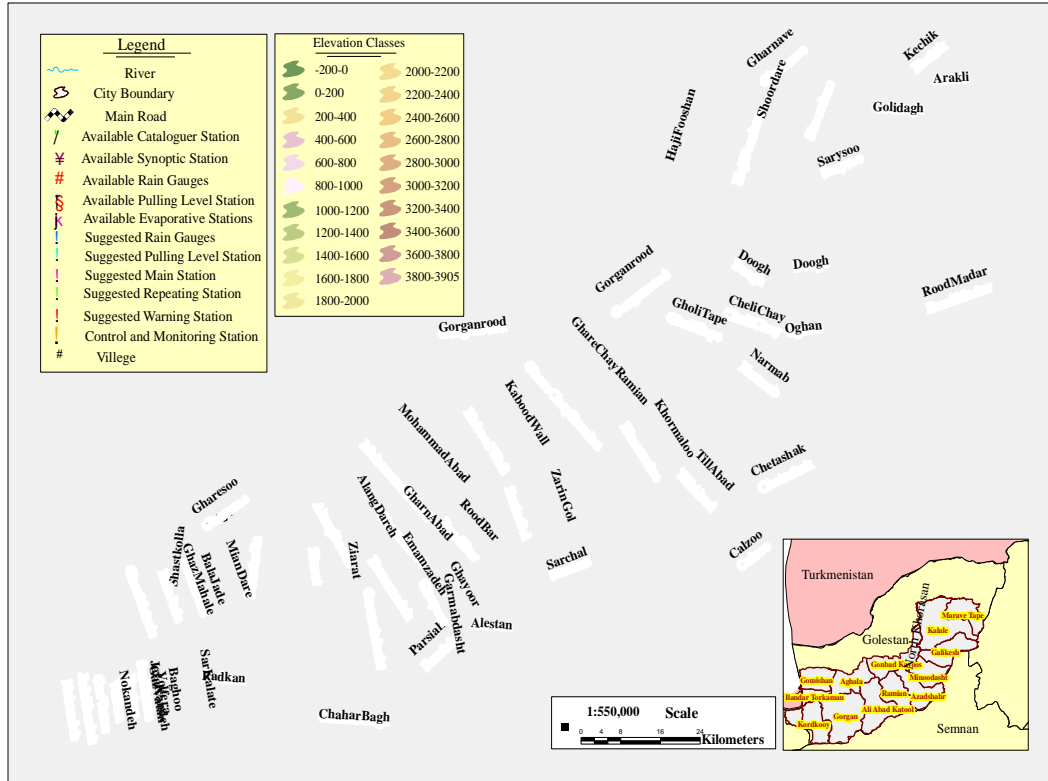 Legend
River
City Boundary
Main Road
Available Cataloguer Station
Available Synoptic Station
Available Rain Gauges
Available Pulling Level Station
Available Evaporative Stations
Suggested Rain Gauges
Suggested Pulling Level Station
Suggested Main Station
Suggested Repeating Station
Suggested Warning Station
Control and Monitoring Station
# Villege
Elevation Classes
-200-0
0-200
200-400
400-600
600-800
800-1000
1000-1200
1200-1400
1400-1600
1600-1800
1800-2000
2000-2200
2200-2400
2400-2600
2600-2800
2800-3000
3000-3200
3200-3400
3400-3600
3600-3800
3800-3905
Gharnave
Kechik
Arakli
Shoordare
Golidagh
HajiFooshan
Sarysoo
Gorganrood
Doogh
Doogh
RoodMadar
GholiTape
CheliChay
Oghan
Gorganrood
GhareChayRamian
Narmab
KaboodWall
MohammadAbad
Khormaloo
TillAbad
Chetashak
ZarinGol
AlangDareh
GharnAbad
RoodBar
Gharesoo
Calzoo
Sarchal
Ziarat
Emamzadeh
Ghayoor
Garmabdasht
Alestan
Parsial
MianDare
BalaJade
GhazMahale
Radkan
Baghoo
Nokandeh
ChaharBagh
1:550,000 Scale
0 4 8 16 24
Kilometers
Turkmenistan
Golestan
Semnan
Marave Tape
Kalale
Galikesh
Gonbad Kavpos
Minoodasht
Gomishan
Aghala
Ramian
Azadshahr
Bandar Torkaman
Ali Abad Katool
Kordkooy
Gorgan